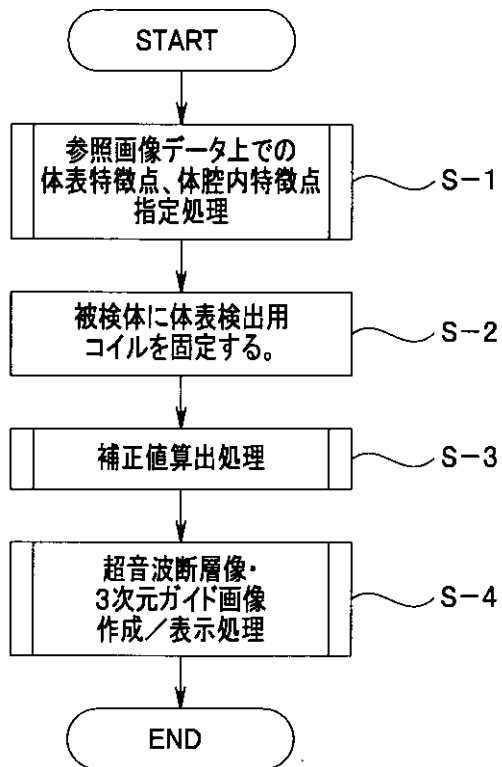 START
参照画像データ上での
体表特徴点、体腔内特徴点
指定処理
S-1
被検体に体表検出用
コイルを固定する。
S-2
補正値算出処理
S-3
超音波断層像・
3次元ガイド画像
作成/表示処理
S-4
END